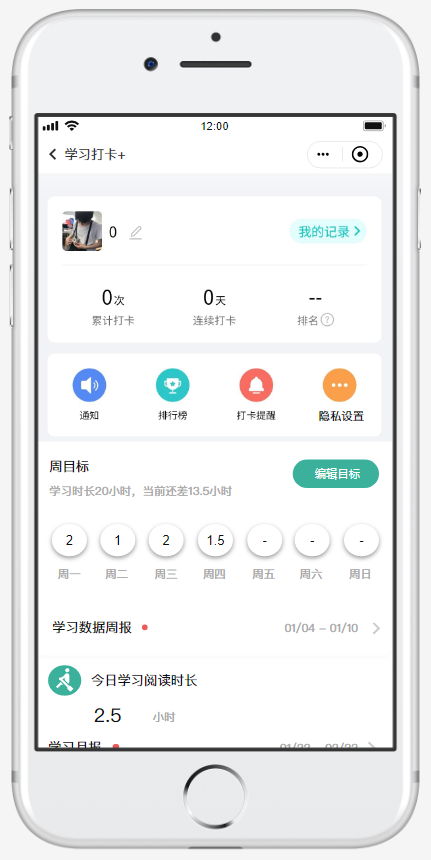 12:00
学习打卡+
0
我的记录
0次
0天
--
累计打卡
连续打卡
排名?
通知
排行榜
打卡提醒
隐私设置
周目标
学习时长20小时，当前还差13.5小时
编辑目标
2 1 2 1.5 - - -
周一 周二 周三 周四 周五 周六 周日
学习数据周报
01/04 – 01/10
今日学习阅读时长
2.5 小时
学习月报